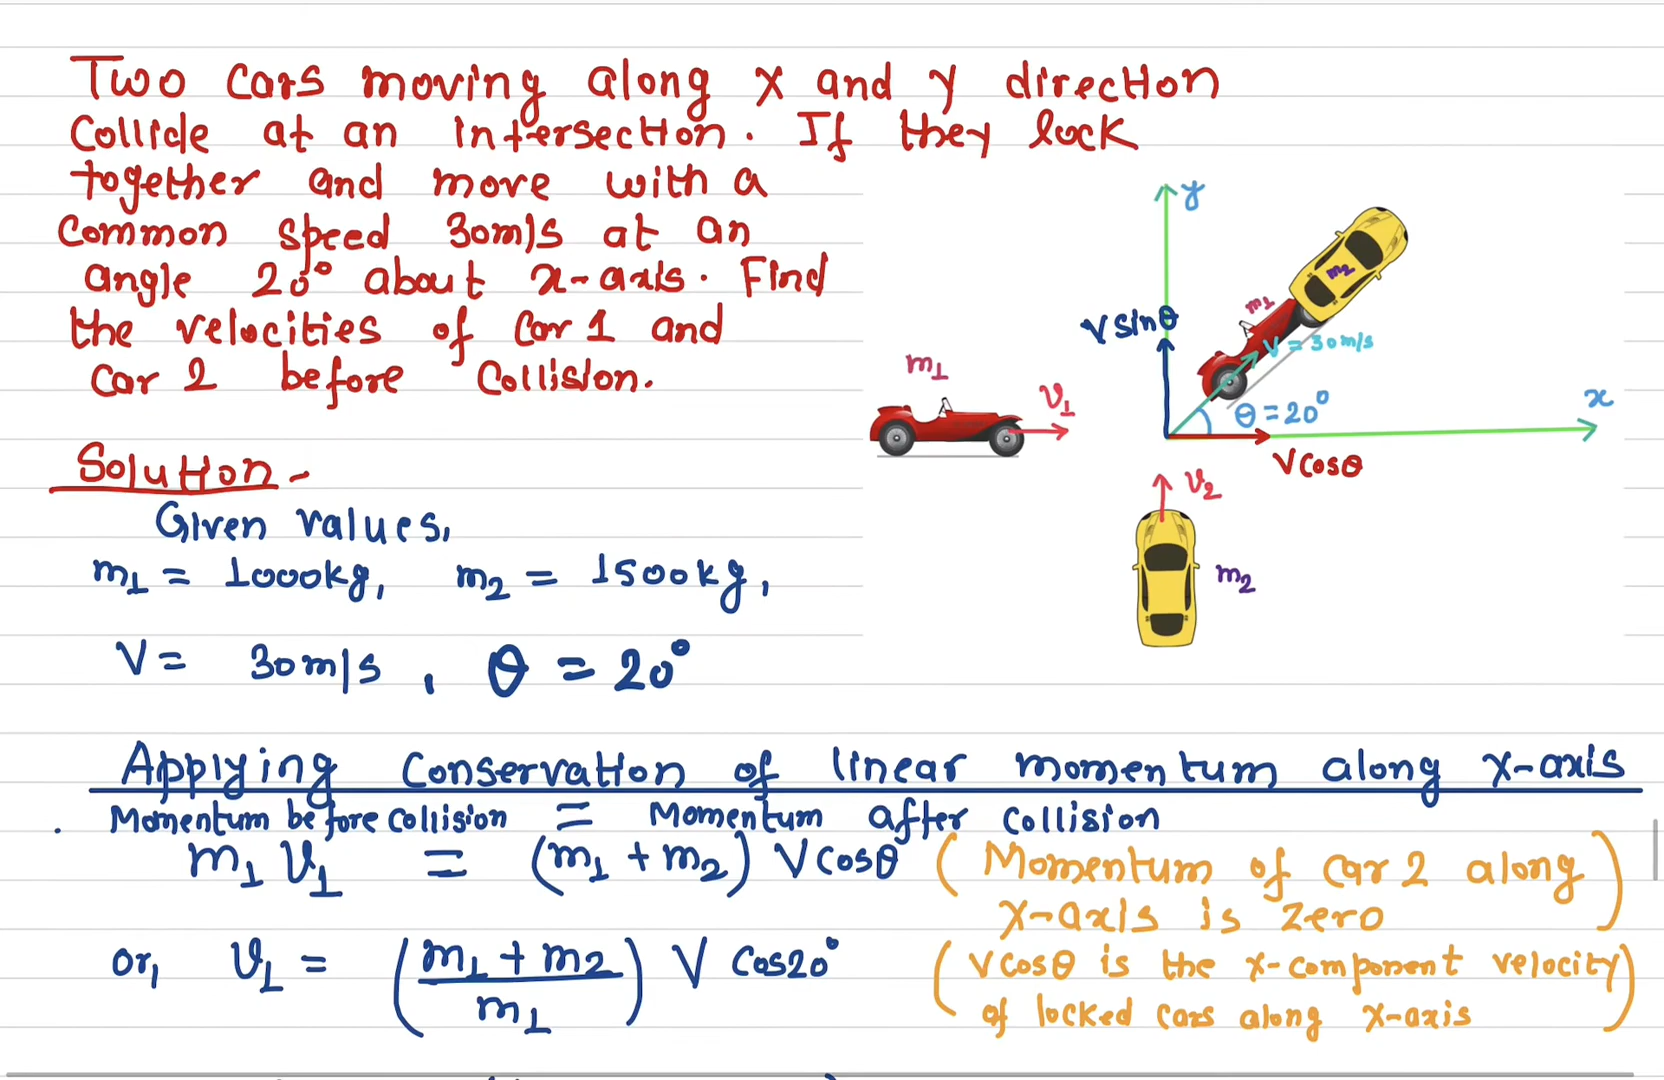 Two cars moving along x and y direction
collide at an intersection. If they lock
together and move with a
common speed 30m/s at an
angle 20° about x-axis. Find
the velocities of Car 1 and
Car 2 before Collision.
Solution -
Given values,
m₁ = 1000kg, m₂ = 1500kg,
V = 30m/s, θ = 20°
y
m₂
m₁
V sinθ
V = 30m/s
m₁
v₁
θ = 20°
x
V cosθ
v₂
m₂
Applying Conservation of linear momentum along x-axis
Momentum before collision = Momentum after collision
m₁ v₁ = (m₁ + m₂) V cosθ (Momentum of Car 2 along
x-axis is zero)
or, v₁ = ((m₁ + m₂)/m₁) V Cos20° (V cosθ is the x-component velocity
of locked cars along x-axis)